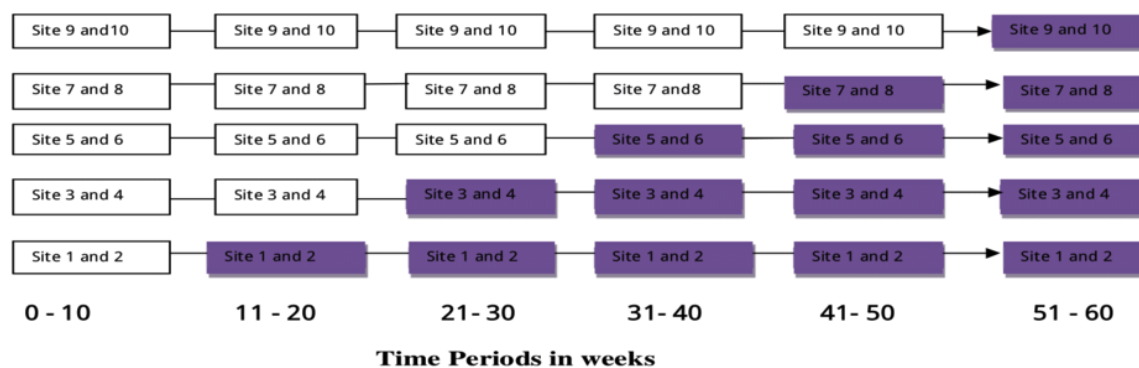 Site 9 and10 Site 9 and 10 Site 9 and 10 Site 9 and 10 Site 9 and 10 Site 9 and 10
Site 7 and 8 Site 7 and 8 Site 7 and 8 Site 7 and8 Site 7 and 8 Site 7 and 8
Site 5 and 6 Site 5 and 6 Site 5 and 6 Site 5 and 6 Site 5 and 6 Site 5 and 6
Site 3 and 4 Site 3 and 4 Site 3 and 4 Site 3 and 4 Site 3 and 4 Site 3 and 4
Site 1 and 2 Site 1 and 2 Site 1 and 2 Site 1 and 2 Site 1 and 2 Site 1 and 2
0 - 10 11 - 20 21- 30 31- 40 41- 50 51 - 60
Time Periods in weeks